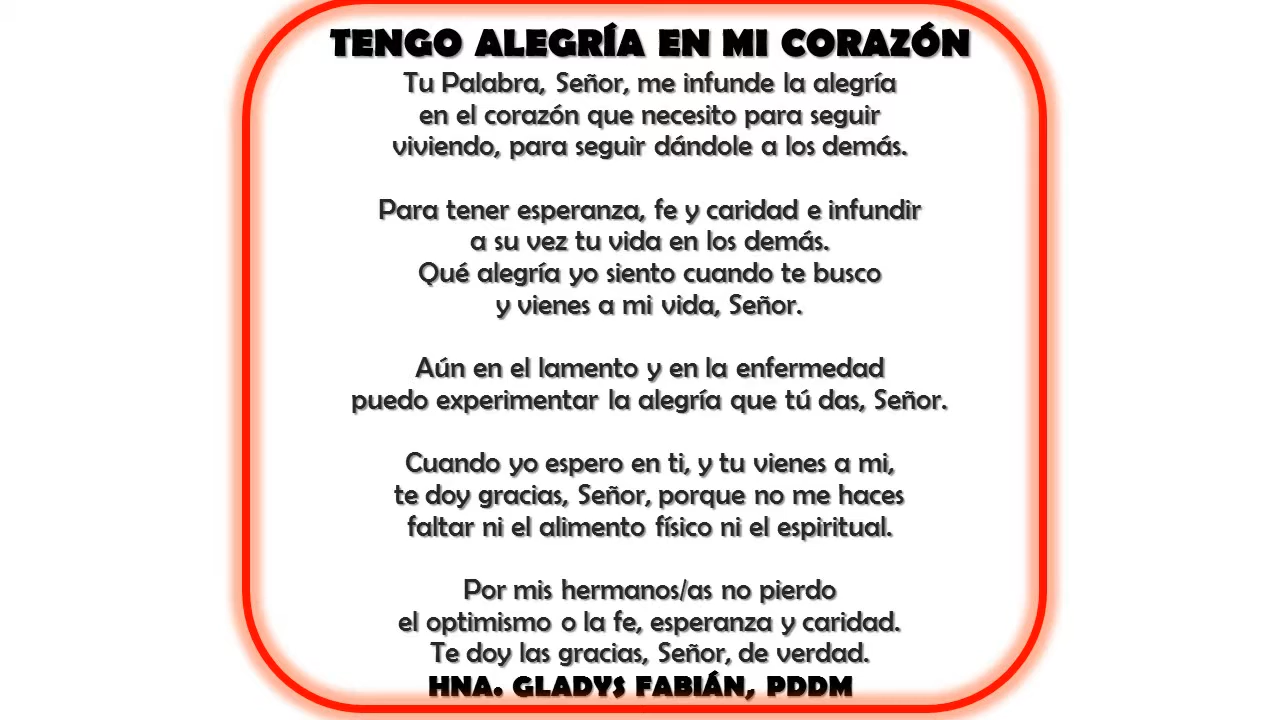 TENGO ALEGRÍA EN MI CORAZÓN
Tu Palabra, Señor, me infunde la alegría
en el corazón que necesito para seguir
viviendo, para seguir dándole a los demás.
Para tener esperanza, fe y caridad e infundir
a su vez tu vida en los demás.
Qué alegría yo siento cuando te busco
y vienes a mi vida, Señor.
Aún en el lamento y en la enfermedad
puedo experimentar la alegría que tú das, Señor.
Cuando yo espero en ti, y tu vienes a mi,
te doy gracias, Señor, porque no me haces
faltar ni el alimento físico ni el espiritual.
Por mis hermanos/as no pierdo
el optimismo o la fe, esperanza y caridad.
Te doy las gracias, Señor, de verdad.
HNA. GLADYS FABIÁN, PDDM